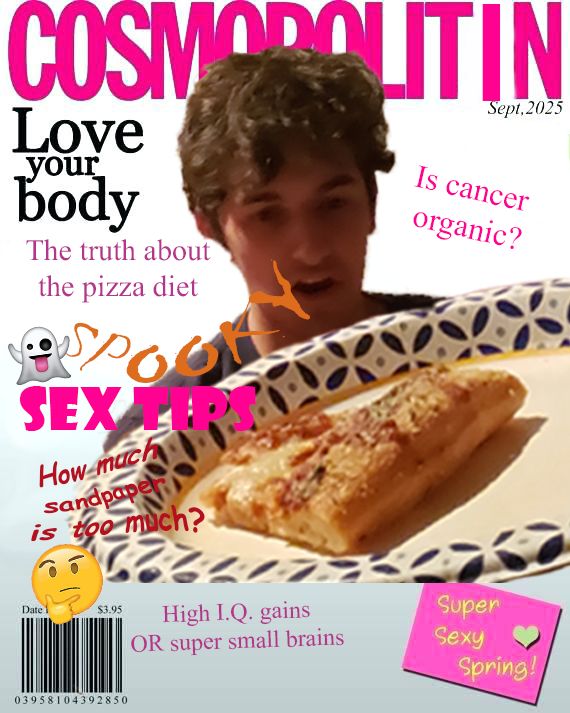 COSMOPOLITIN
Sept,2025
Love
your
body
Is cancer
organic?
The truth about
the pizza diet
SPOOKY
SEX TIPS
How much
sandpaper
is too much?
Date
$3.95
High I.Q. gains
OR super small brains
Super
Sexy
Spring!
03958104392850